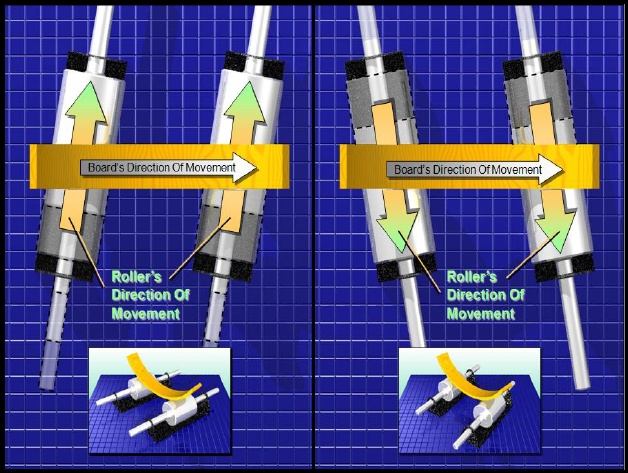 Board's Direction Of Movement
Roller's
Direction Of
Movement
Board's Direction Of Movement
Roller's
Direction Of
Movement